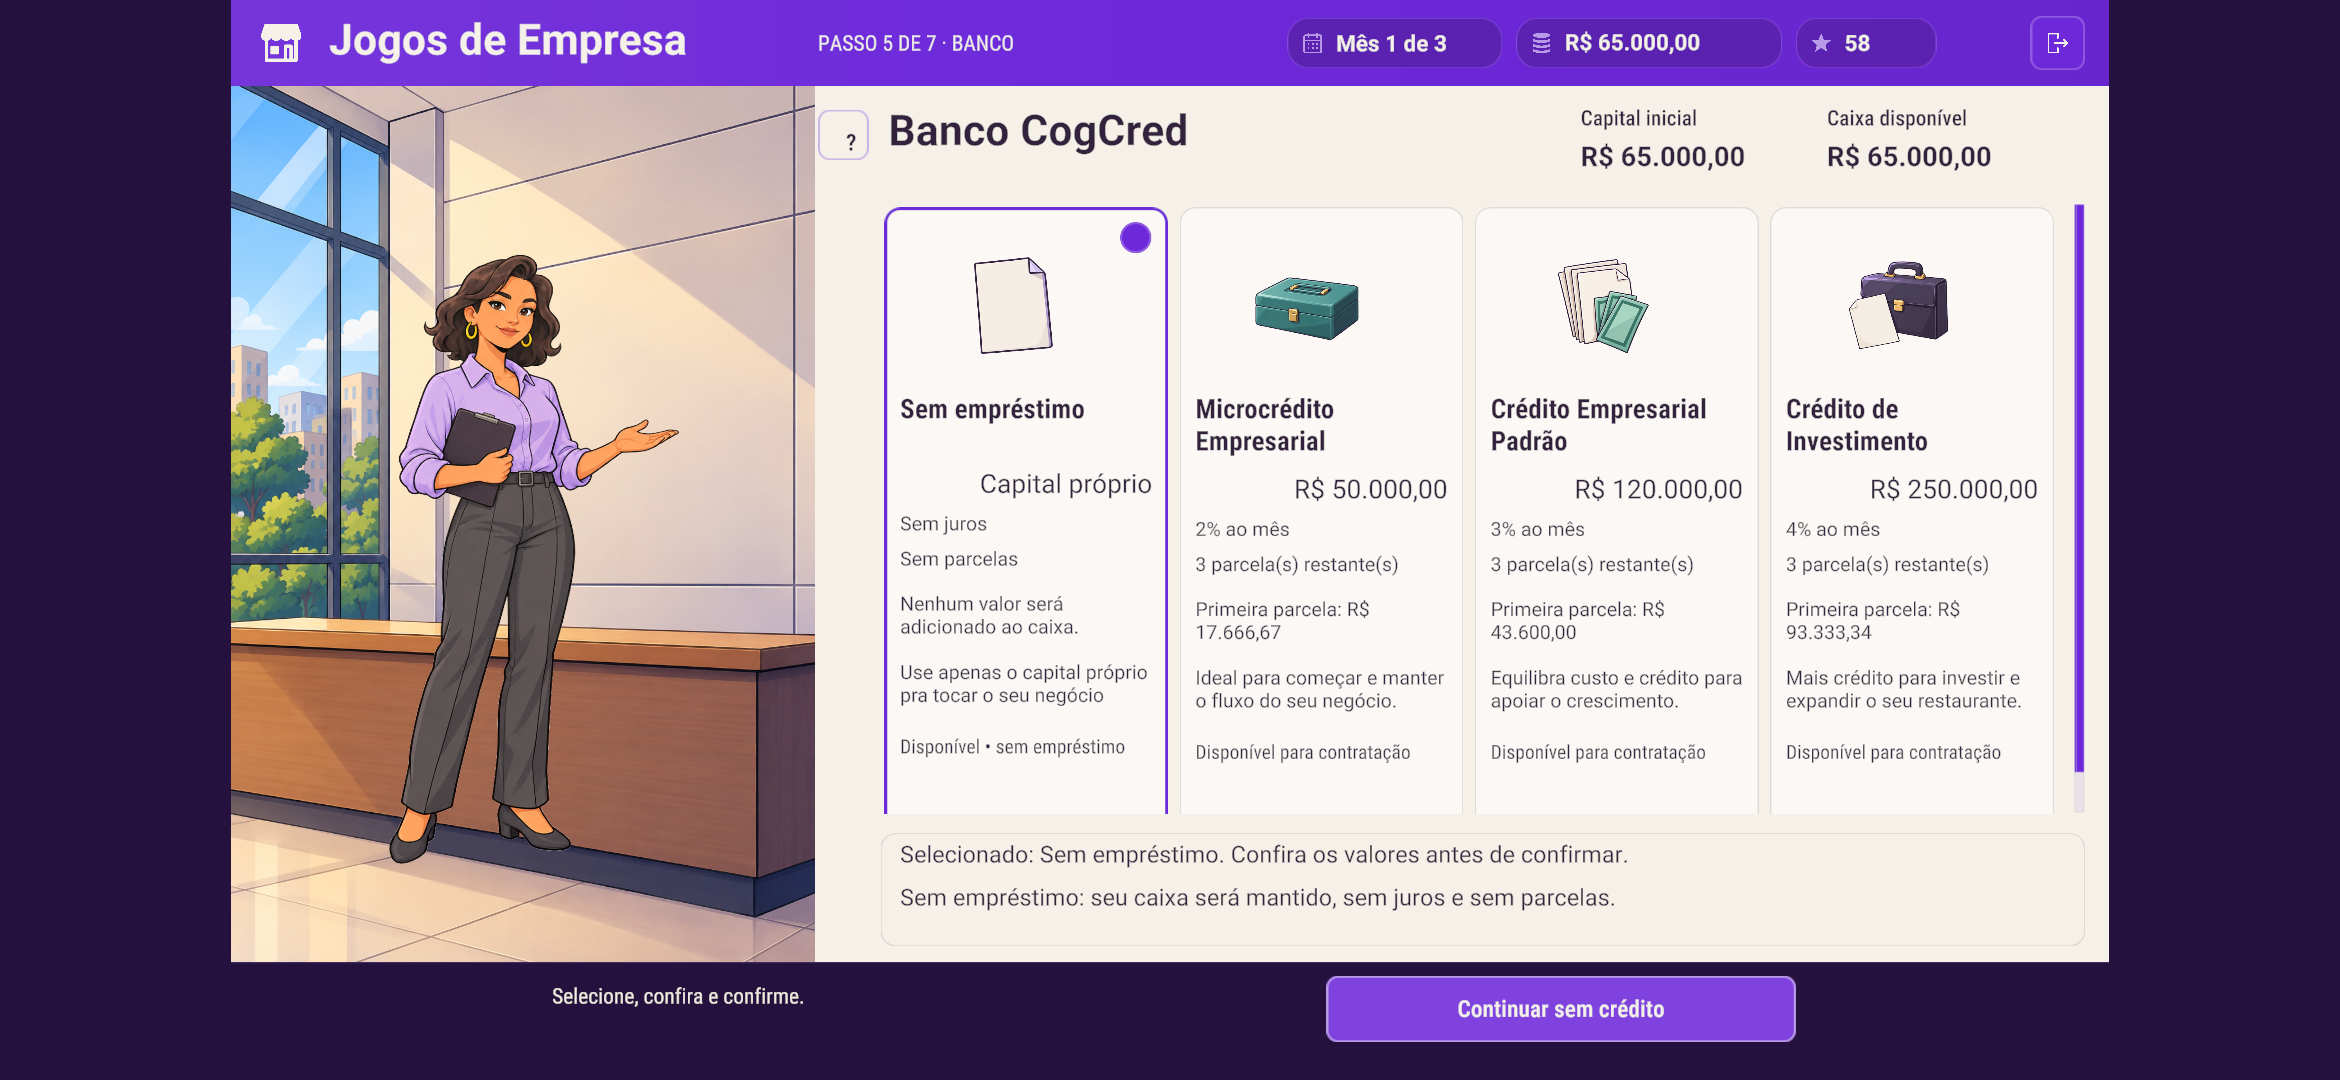 Jogos de Empresa
PASSO 5 DE 7 · BANCO
Mês 1 de 3
R$ 65.000,00
58
?
Banco CogCred
Capital inicial
R$ 65.000,00
Caixa disponível
R$ 65.000,00
Sem empréstimo
Capital próprio
Sem juros
Sem parcelas
Nenhum valor será
adicionado ao caixa.
Use apenas o capital próprio
pra tocar o seu negócio
Disponível • sem empréstimo
Microcrédito
Empresarial
R$ 50.000,00
2% ao mês
3 parcela(s) restante(s)
Primeira parcela: R$
17.666,67
Ideal para começar e manter
o fluxo do seu negócio.
Disponível para contratação
Crédito Empresarial
Padrão
R$ 120.000,00
3% ao mês
3 parcela(s) restante(s)
Primeira parcela: R$
43.600,00
Equilibra custo e crédito para
apoiar o crescimento.
Disponível para contratação
Crédito de
Investimento
R$ 250.000,00
4% ao mês
3 parcela(s) restante(s)
Primeira parcela: R$
93.333,34
Mais crédito para investir e
expandir o seu restaurante.
Disponível para contratação
Selecionado: Sem empréstimo. Confira os valores antes de confirmar.
Sem empréstimo: seu caixa será mantido, sem juros e sem parcelas.
Selecione, confira e confirme.
Continuar sem crédito